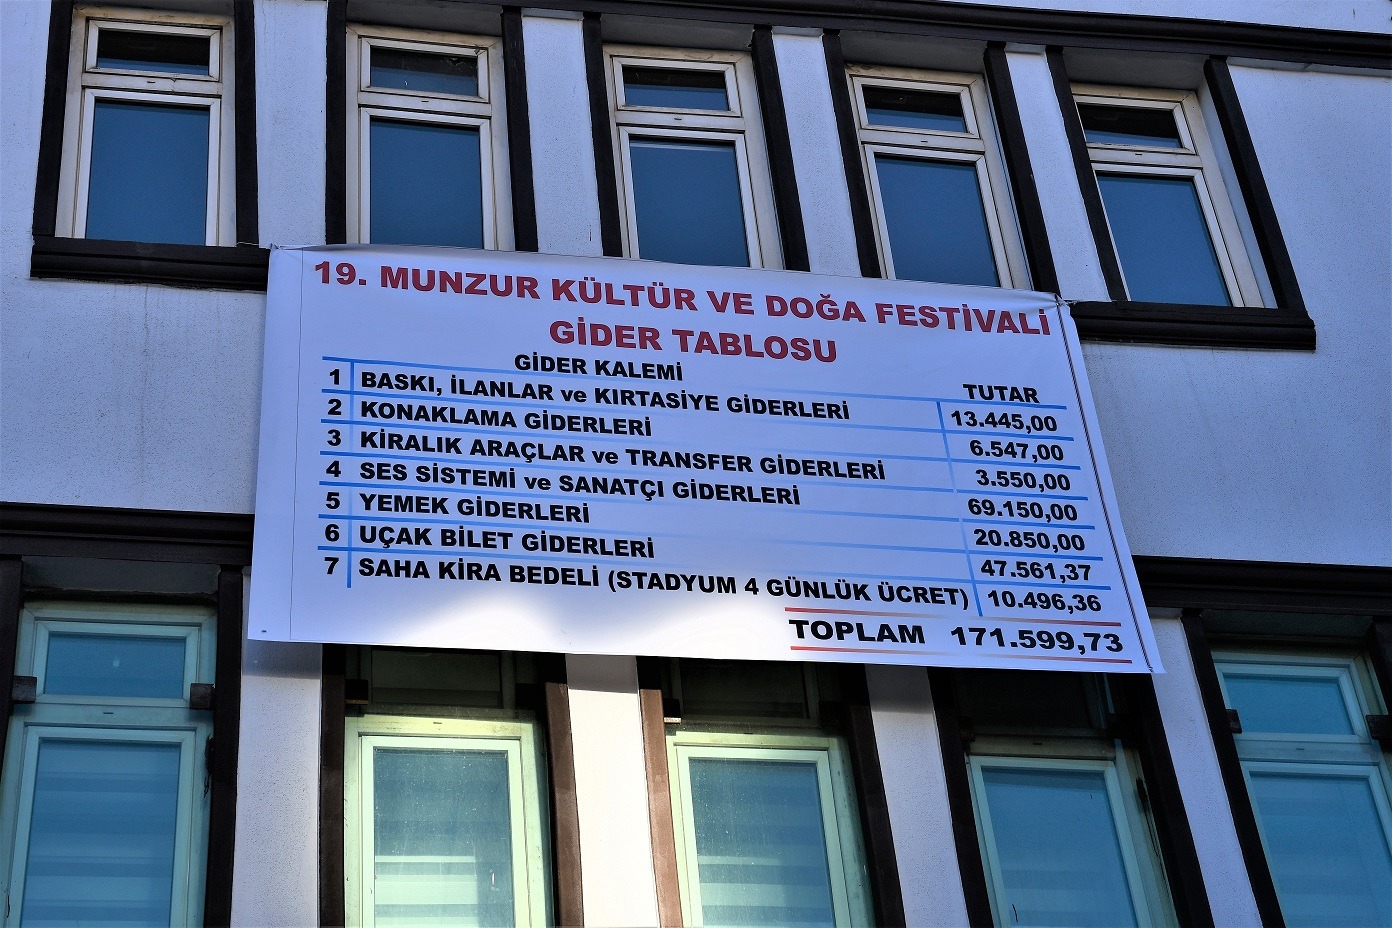 19. MUNZUR KÜLTÜR VE DOĞA FESTİVALİ
GİDER TABLOSU
GİDER KALEMİ TUTAR
1 BASKI, İLANLAR ve KIRTASİYE GİDERLERİ 13.445,00
2 KONAKLAMA GİDERLERİ 6.547,00
3 KİRALIK ARAÇLAR ve TRANSFER GİDERLERİ 3.550,00
4 SES SİSTEMİ ve SANATÇI GİDERLERİ 69.150,00
5 YEMEK GİDERLERİ 20.850,00
6 UÇAK BİLET GİDERLERİ 47.561,37
7 SAHA KİRA BEDELİ (STADYUM 4 GÜNLÜK ÜCRET) 10.496,36
TOPLAM 171.599,73